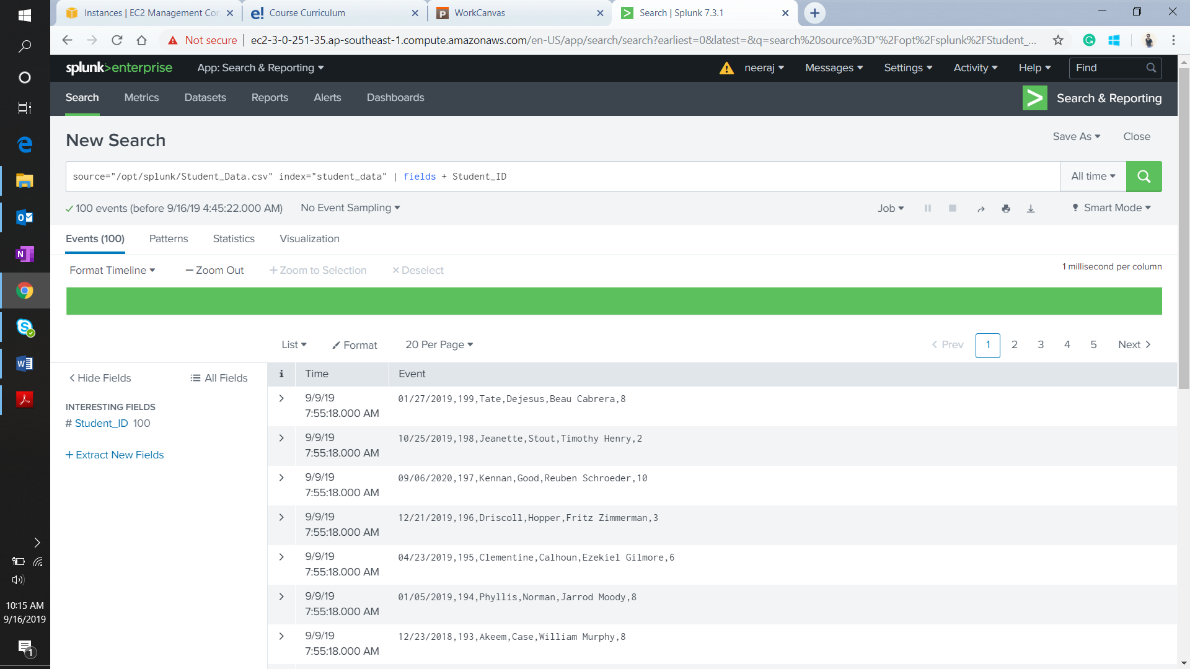 Instances | EC2 Management Con
Course Curriculum
WorkCanvas
Search | Splunk 7.3.1
Not secure | ec2-3-0-251-35.ap-southeast-1.compute.amazonaws.com/en-US/app/search/search?earliest=0&latest=&q=search%20source%3D"%2Fopt%2Fsplunk%2FStudent_...
splunk>enterprise App: Search & Reporting
neeraj Messages Settings Activity Help Find
Search Metrics Datasets Reports Alerts Dashboards
Search & Reporting
New Search
Save As Close
source="/opt/splunk/Student_Data.csv" index="student_data" | fields + Student_ID
All time
100 events (before 9/16/19 4:45:22.000 AM) No Event Sampling
Job Smart Mode
Events (100) Patterns Statistics Visualization
Format Timeline — Zoom Out + Zoom to Selection × Deselect
1 millisecond per column
List Format 20 Per Page
< Prev 1 2 3 4 5 Next >
< Hide Fields All Fields
i Time Event
INTERESTING FIELDS
# Student_ID 100
+ Extract New Fields
> 9/9/19 01/27/2019,199,Tate,Dejesus,Beau Cabrera,8
7:55:18.000 AM
> 9/9/19 10/25/2019,198,Jeanette,Stout,Timothy Henry,2
7:55:18.000 AM
> 9/9/19 09/06/2020,197,Kennan,Good,Reuben Schroeder,10
7:55:18.000 AM
> 9/9/19 12/21/2019,196,Driscoll,Hopper,Fritz Zimmerman,3
7:55:18.000 AM
> 9/9/19 04/23/2019,195,Clementine,Calhoun,Ezekiel Gilmore,6
7:55:18.000 AM
> 9/9/19 01/05/2019,194,Phyllis,Norman,Jarrod Moody,8
7:55:18.000 AM
> 9/9/19 12/23/2018,193,Akeem,Case,William Murphy,8
7:55:18.000 AM
10:15 AM
9/16/2019
1